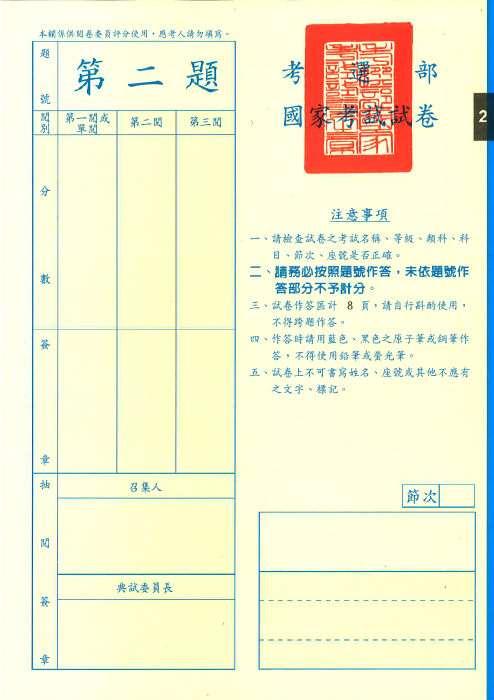 本欄係供閱卷委員評分使用，應考人請勿填寫。
題號
第二題
閱別
第一閱或單閱
第二閱
第三閱
分數
簽章
抽閱簽章
召集人
典試委員長
考選部
國家考試試卷
2
注意事項
一、請檢查試卷之考試名稱、等級、類科、科
目、節次、座號是否正確。
二、請務必按照題號作答，未依題號作
答部分不予計分。
三、試卷作答區計 8 頁，請自行斟酌使用，
不得跨題作答。
四、作答時請用藍色、黑色之原子筆或鋼筆作
答，不得使用鉛筆或螢光筆。
五、試卷上不可書寫姓名、座號或其他不應有
之文字、標記。
節次